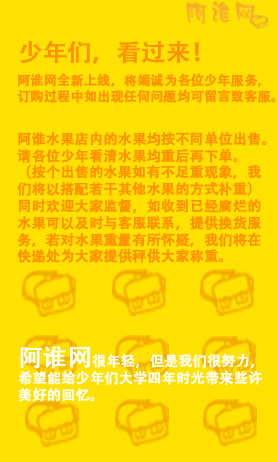 阿谁网
少年们，看过来！
阿谁网全新上线，将竭诚为各位少年服务，
订购过程中如出现任何问题均可留言致客服。
阿谁水果店内的水果均按不同单位出售。
请各位少年看清水果均重后再下单。
（按个出售的水果如有不足重现象，我
们将以搭配若干其他水果的方式补重）
同时欢迎大家监督，如收到已经腐烂的
水果可以及时与客服联系，提供换货服
务，若对水果重量有所怀疑，我们将在
快递处为大家提供秤供大家称重。
阿谁网很年轻，但是我们很努力，
希望能给少年们大学四年时光带来些许
美好的回忆。